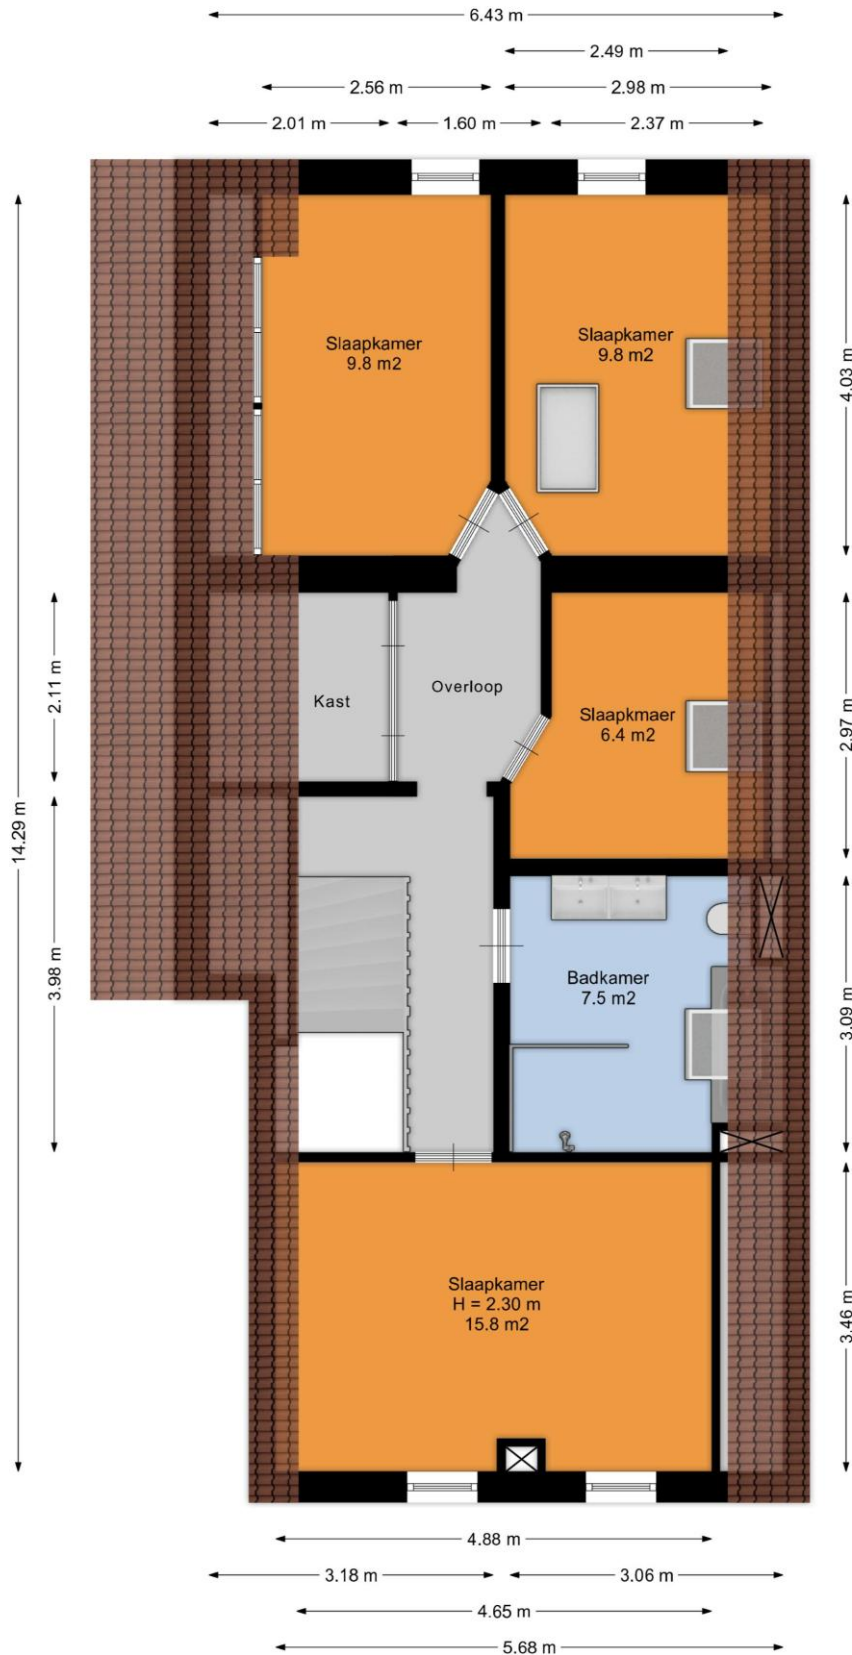 6.43 m
2.49 m
2.56 m
2.98 m
2.01 m
1.60 m
2.37 m
14.29 m
4.03 m
Slaapkamer
9.8 m2
Slaapkamer
9.8 m2
2.11 m
2.97 m
Kast
Overloop
Slaapkmaer
6.4 m2
3.98 m
3.09 m
Badkamer
7.5 m2
3.46 m
Slaapkamer
H = 2.30 m
15.8 m2
4.88 m
3.18 m
3.06 m
4.65 m
5.68 m